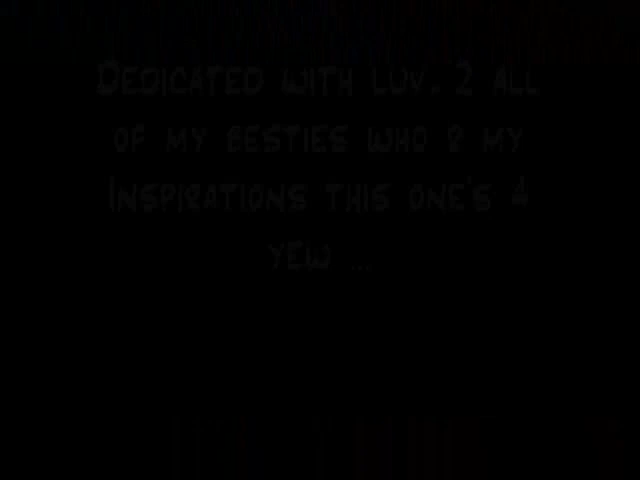 Dedicated with luv. 2 all
of my besties who R my
Inspirations this one's 4
yew ...